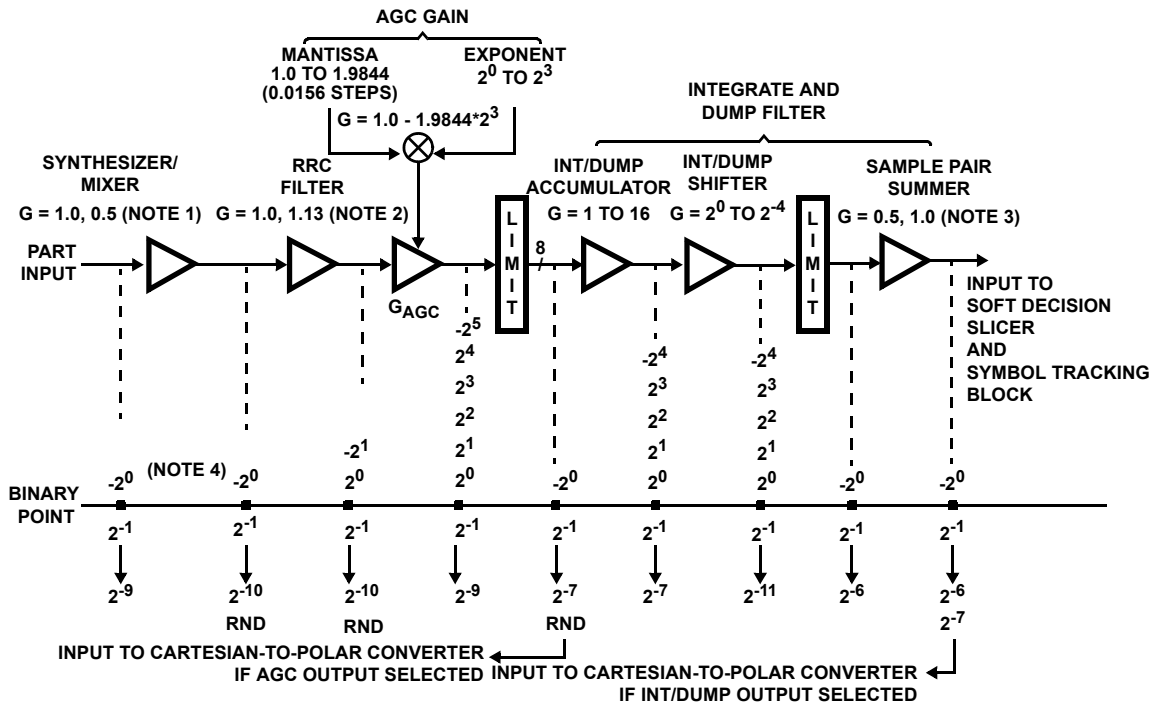 AGC GAIN
MANTISSA
1.0 TO 1.9844
(0.0156 STEPS)
EXPONENT
2^0 TO 2^3
G = 1.0 - 1.9844*2^3
INTEGRATE AND
DUMP FILTER
SYNTHESIZER/
MIXER
G = 1.0, 0.5 (NOTE 1)
RRC
FILTER
G = 1.0, 1.13 (NOTE 2)
INT/DUMP
ACCUMULATOR
G = 1 TO 16
INT/DUMP
SHIFTER
G = 2^0 TO 2^-4
SAMPLE PAIR
SUMMER
G = 0.5, 1.0 (NOTE 3)
PART
INPUT
G_AGC
LIMIT
8
LIMIT
INPUT TO
SOFT DECISION
SLICER
AND
SYMBOL TRACKING
BLOCK
-2^5
2^4 -2^4 -2^4
2^3 2^3 2^3
2^2 2^2 2^2
-2^1 2^1 2^1 2^1
-2^0 (NOTE 4) -2^0 2^0 2^0 -2^0 2^0 2^0 -2^0 -2^0
BINARY
POINT
2^-1 2^-1 2^-1 2^-1 2^-1 2^-1 2^-1 2^-1 2^-1
2^-9 2^-10 2^-10 2^-9 2^-7 2^-7 2^-11 2^-6 2^-6
RND RND RND 2^-7
INPUT TO CARTESIAN-TO-POLAR CONVERTER
IF AGC OUTPUT SELECTED
INPUT TO CARTESIAN-TO-POLAR CONVERTER
IF INT/DUMP OUTPUT SELECTED